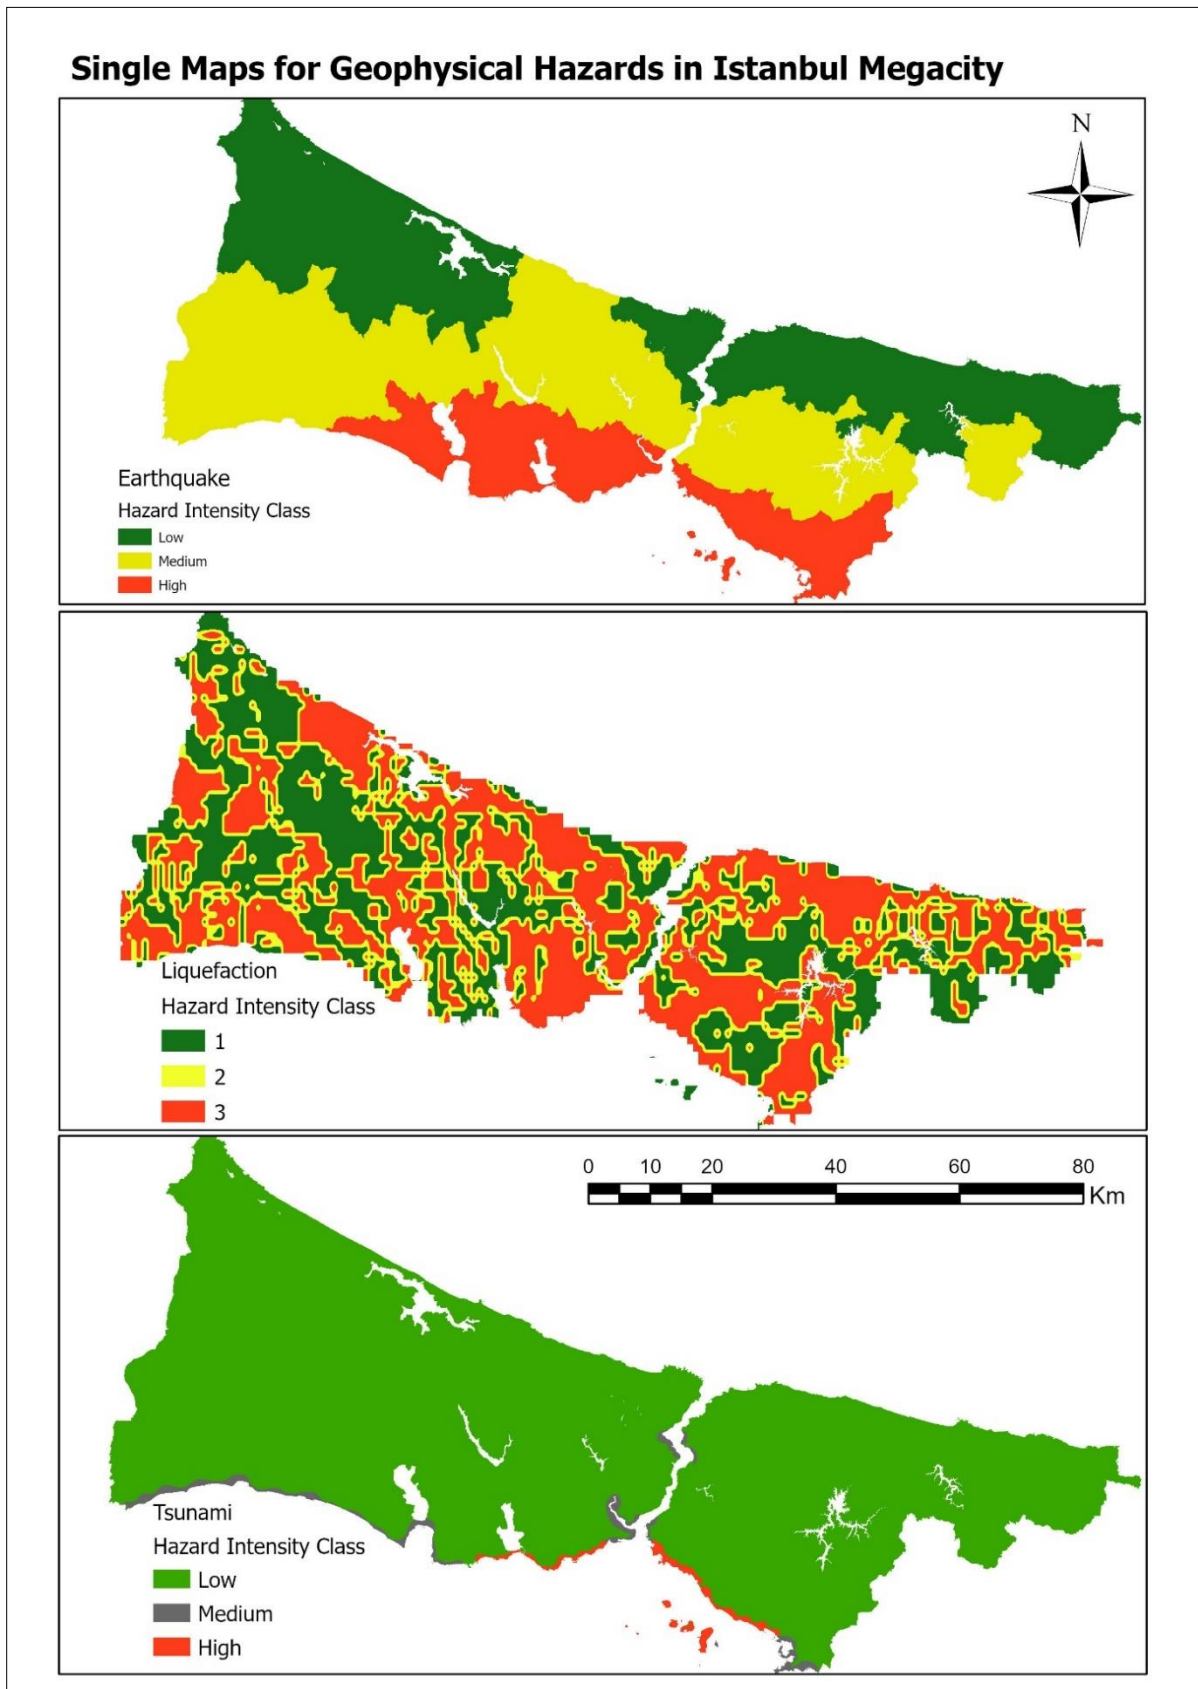 Single Maps for Geophysical Hazards in Istanbul Megacity
N
Earthquake
Hazard Intensity Class
Low
Medium
High
Liquefaction
Hazard Intensity Class
1
2
3
0 10 20 40 60 80
Km
Tsunami
Hazard Intensity Class
Low
Medium
High